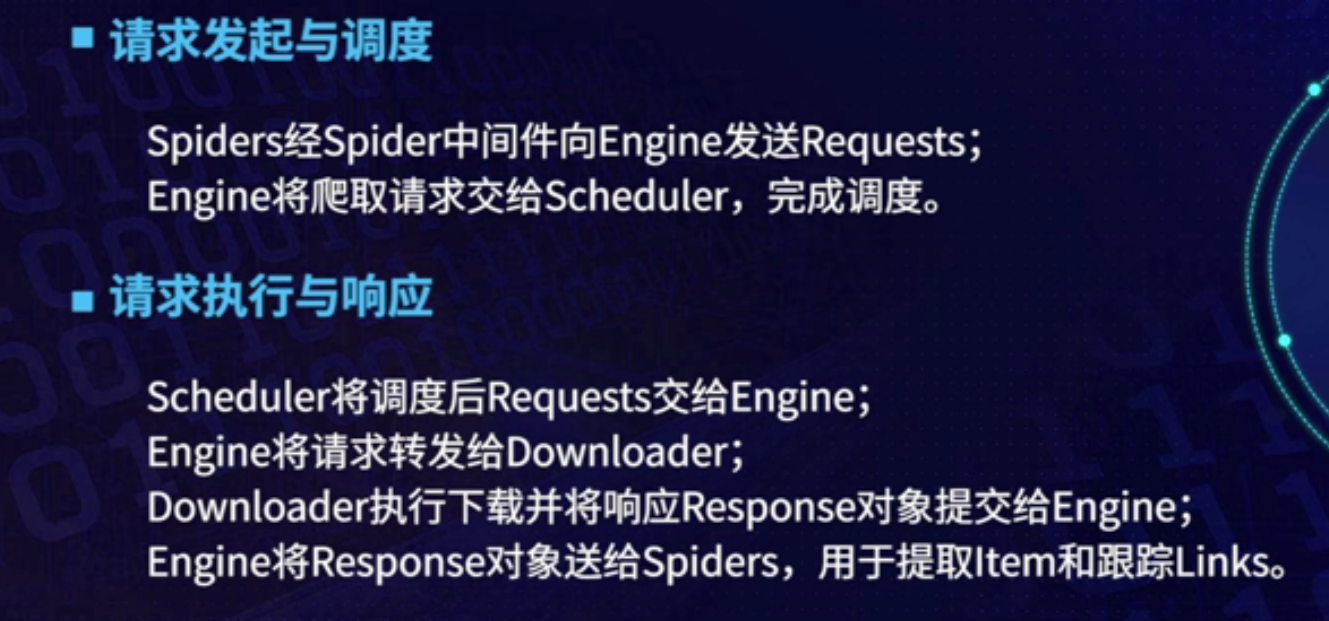 ■ 请求发起与调度
Spiders经Spider中间件向Engine发送Requests；
Engine将爬取请求交给Scheduler，完成调度。
■ 请求执行与响应
Scheduler将调度后Requests交给Engine；
Engine将请求转发给Downloader；
Downloader执行下载并将响应Response对象提交给Engine；
Engine将Response对象送给Spiders，用于提取Item和跟踪Links。